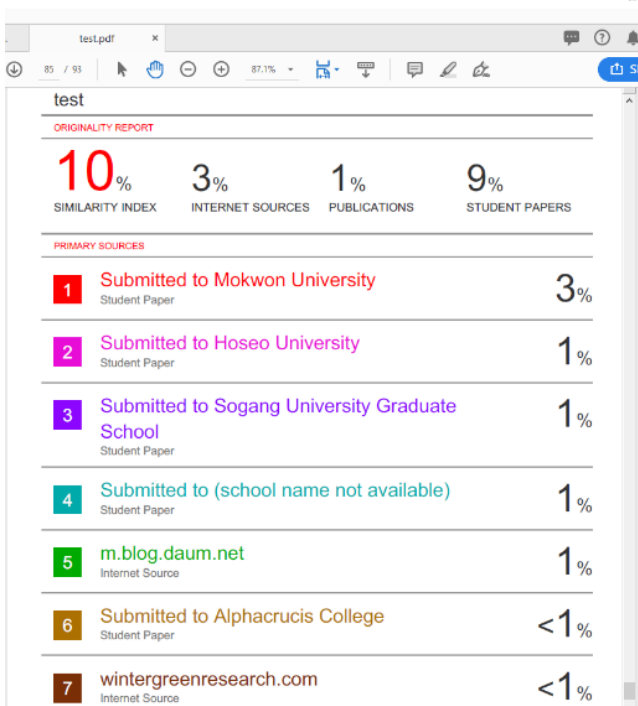 test.pdf ×
85 / 93 87.1%
test
ORIGINALITY REPORT
10% 3% 1% 9%
SIMILARITY INDEX INTERNET SOURCES PUBLICATIONS STUDENT PAPERS
PRIMARY SOURCES
1 Submitted to Mokwon University 3%
Student Paper
2 Submitted to Hoseo University 1%
Student Paper
3 Submitted to Sogang University Graduate 1%
School
Student Paper
4 Submitted to (school name not available) 1%
Student Paper
5 m.blog.daum.net 1%
Internet Source
6 Submitted to Alphacrucis College <1%
Student Paper
7 wintergreenresearch.com <1%
Internet Source